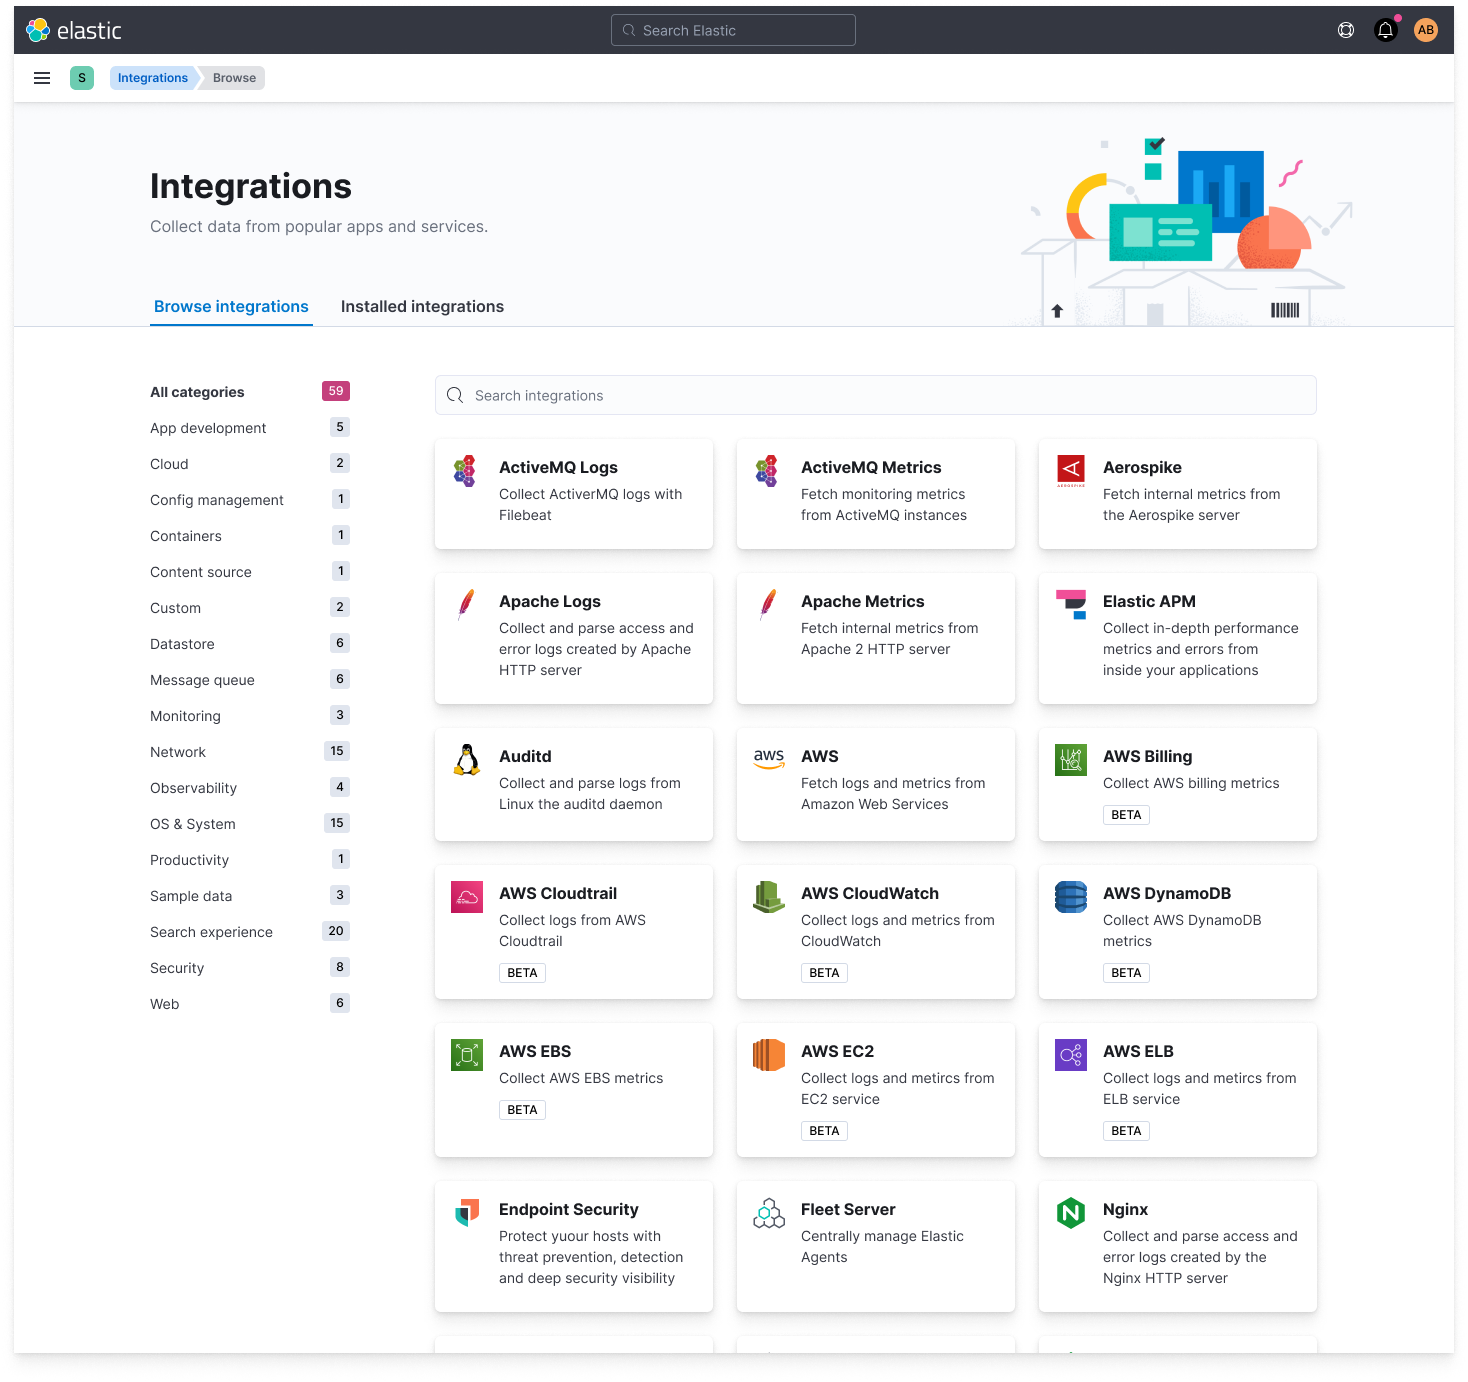 elastic
Search Elastic
AB
S
Integrations
Browse
Integrations
Collect data from popular apps and services.
Browse integrations
Installed integrations
All categories 59
App development 5
Cloud 2
Config management 1
Containers 1
Content source 1
Custom 2
Datastore 6
Message queue 6
Monitoring 3
Network 15
Observability 4
OS & System 15
Productivity 1
Sample data 3
Search experience 20
Security 8
Web 6
Search integrations
ActiveMQ Logs
Collect ActiverMQ logs with
Filebeat
ActiveMQ Metrics
Fetch monitoring metrics
from ActiveMQ instances
AEROSPIKE
Aerospike
Fetch internal metrics from
the Aerospike server
Apache Logs
Collect and parse access and
error logs created by Apache
HTTP server
Apache Metrics
Fetch internal metrics from
Apache 2 HTTP server
Elastic APM
Collect in-depth performance
metrics and errors from
inside your applications
Auditd
Collect and parse logs from
Linux the auditd daemon
aws
AWS
Fetch logs and metrics from
Amazon Web Services
AWS Billing
Collect AWS billing metrics
BETA
AWS Cloudtrail
Collect logs from AWS
Cloudtrail
BETA
AWS CloudWatch
Collect logs and metrics from
CloudWatch
BETA
AWS DynamoDB
Collect AWS DynamoDB
metrics
BETA
AWS EBS
Collect AWS EBS metrics
BETA
AWS EC2
Collect logs and metircs from
EC2 service
BETA
AWS ELB
Collect logs and metircs from
ELB service
BETA
Endpoint Security
Protect yuour hosts with
threat prevention, detection
and deep security visibility
Fleet Server
Centrally manage Elastic
Agents
N
Nginx
Collect and parse access and
error logs created by the
Nginx HTTP server